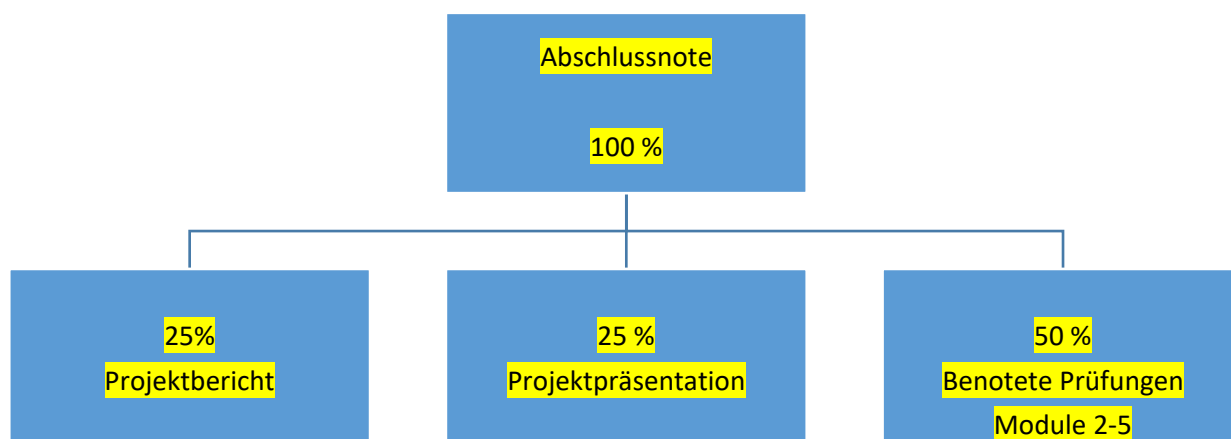 Abschlussnote
100 %
25%
Projektbericht
25 %
Projektpräsentation
50 %
Benotete Prüfungen
Module 2-5